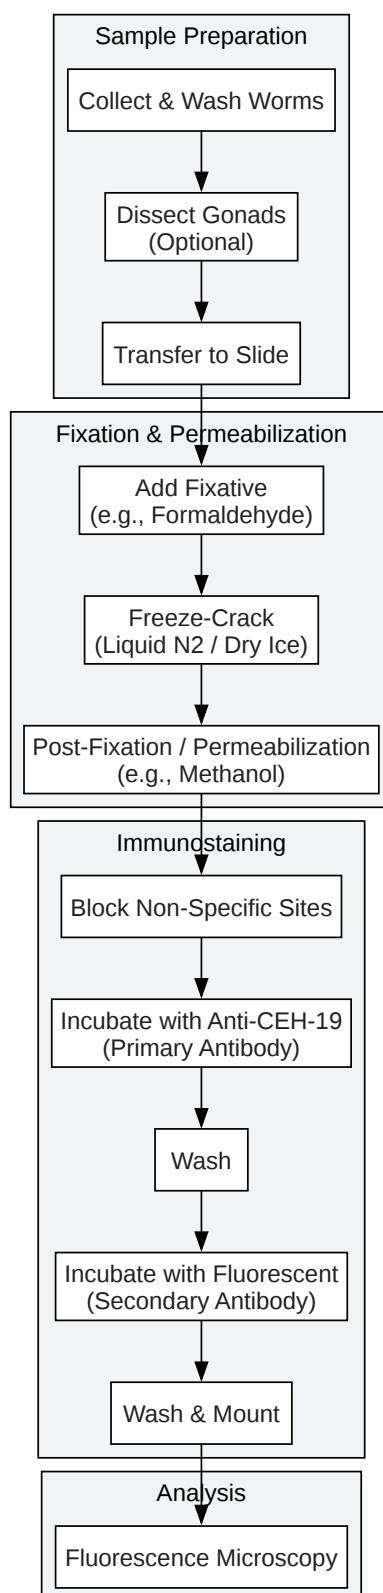 Sample Preparation
Collect & Wash Worms
Dissect Gonads
(Optional)
Transfer to Slide
Fixation & Permeabilization
Add Fixative
(e.g., Formaldehyde)
Freeze-Crack
(Liquid N2 / Dry Ice)
Post-Fixation / Permeabilization
(e.g., Methanol)
Immunostaining
Block Non-Specific Sites
Incubate with Anti-CEH-19
(Primary Antibody)
Wash
Incubate with Fluorescent
(Secondary Antibody)
Wash & Mount
Analysis
Fluorescence Microscopy